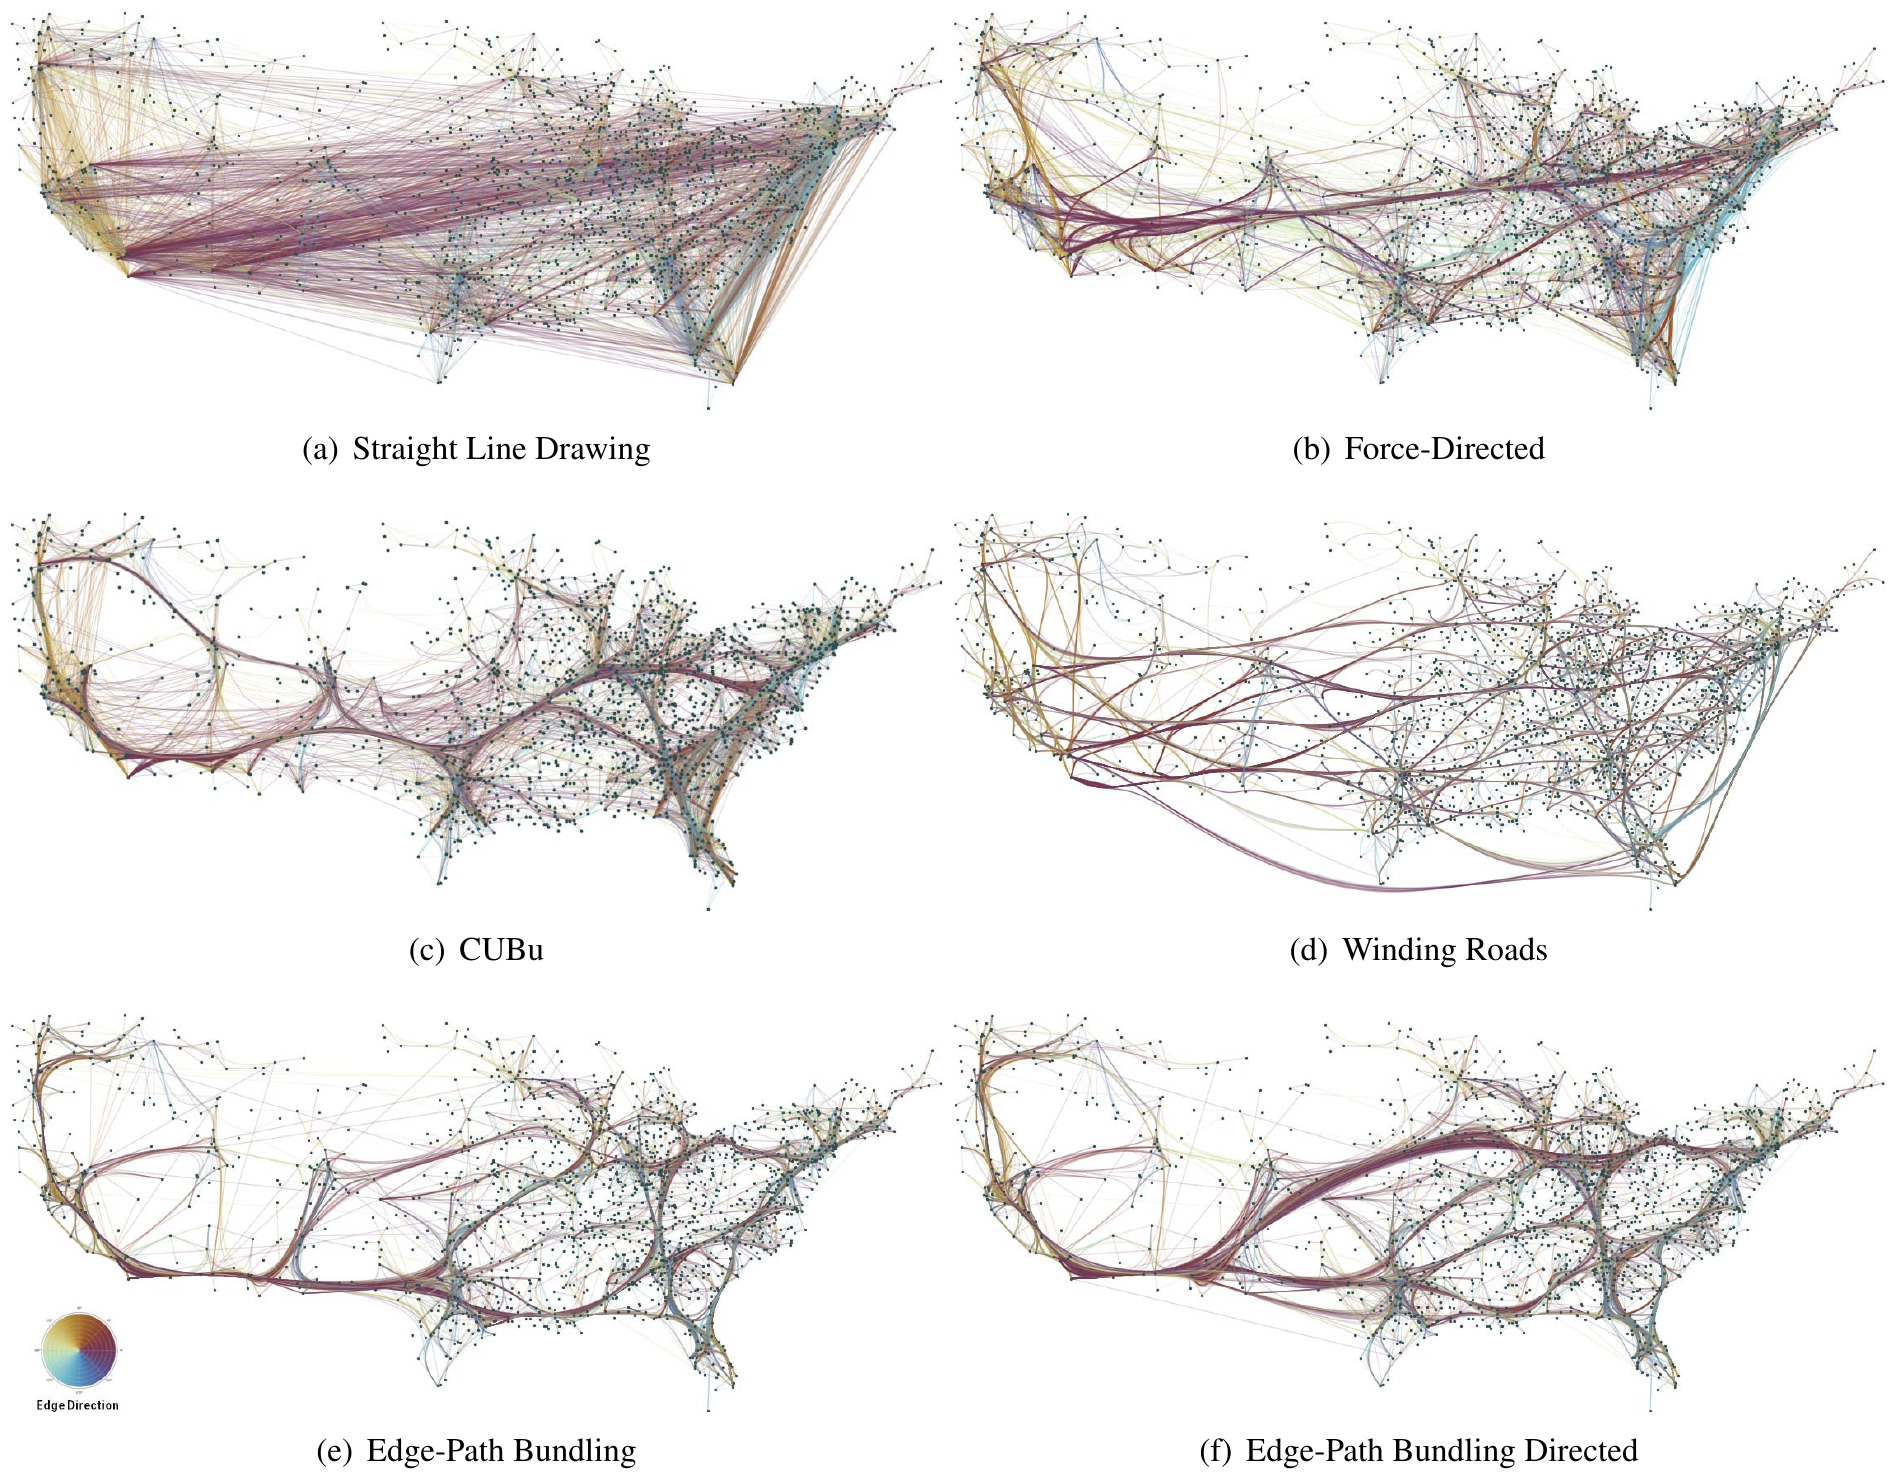 (a) Straight Line Drawing
(b) Force-Directed
(c) CUBu
(d) Winding Roads
Edge Direction
(e) Edge-Path Bundling
(f) Edge-Path Bundling Directed